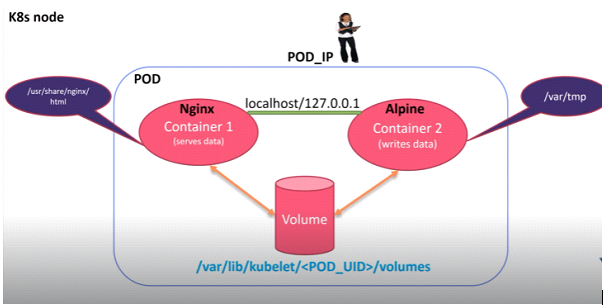 K8s node
POD_IP
POD
/usr/share/nginx/
html
localhost/127.0.0.1
/var/tmp
Nginx
Container 1
(serves data)
Alpine
Container 2
(writes data)
Volume
/var/lib/kubelet/<POD_UID>/volumes